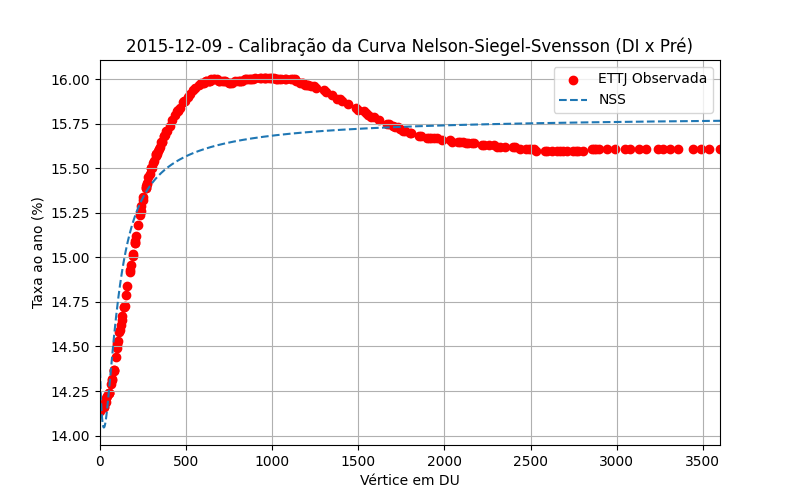 2015-12-09 - Calibração da Curva Nelson-Siegel-Svensson (DI x Pré)
ETTJ Observada
NSS
Taxa ao ano (%)
16.00
15.75
15.50
15.25
15.00
14.75
14.50
14.25
14.00
0 500 1000 1500 2000 2500 3000 3500
Vértice em DU